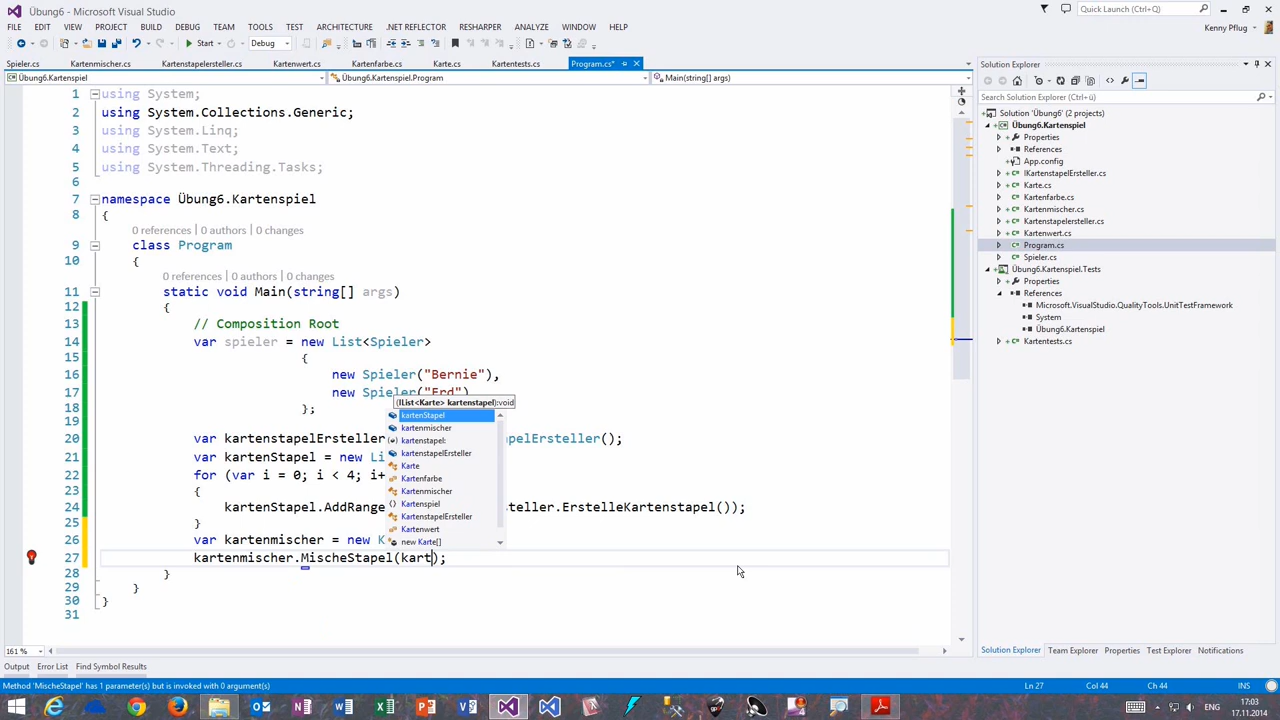 Übung6.Kartenspiel - Microsoft Visual Studio
Quick Launch (Ctrl+Q)
FILE EDIT VIEW PROJECT BUILD DEBUG TEAM TOOLS TEST ARCHITECTURE .NET REFLECTOR RESHARPER ANALYZE WINDOW HELP
Kenny Pflug
Start Debug
Spieler.cs Kartenmischer.cs Kartenstapelersteller.cs Kartenwert.cs Kartenfarbe.cs Karte.cs Kartentests.cs Program.cs*
Übung6.Kartenspiel Übung6.Kartenspiel.Program Main(string[] args)
1 using System;
2 using System.Collections.Generic;
3 using System.Linq;
4 using System.Text;
5 using System.Threading.Tasks;
6
7 namespace Übung6.Kartenspiel
8 {
0 references | 0 authors | 0 changes
9 class Program
10 {
0 references | 0 authors | 0 changes
11 static void Main(string[] args)
12 {
13 // Composition Root
14 var spieler = new List<Spieler>
15 {
16 new Spieler("Bernie"),
17 new Spieler("Erd")
18 };
19
20 var kartenstapelErsteller apelErsteller();
21 var kartenStapel = new Li
22 for (var i = 0; i < 4; i+
23 {
24 kartenStapel.AddRange steller.ErstelleKartenstapel());
25 }
26 var kartenmischer = new K
27 kartenmischer.MischeStapel(kart);
28 }
29 }
30 }
31
(IList<Karte> kartenstapel):void
kartenStapel
kartenmischer
kartenstapel:
kartenstapelErsteller
Karte
Kartenfarbe
Kartenmischer
Kartenspiel
KartenstapelErsteller
Kartenwert
new Karte[]
161 %
Output Error List Find Symbol Results
Method 'MischeStapel' has 1 parameter(s) but is invoked with 0 argument(s)
Ln 27 Col 44 Ch 44 INS
Solution Explorer
Search Solution Explorer (Ctrl+ü)
Solution 'Übung6' (2 projects)
Übung6.Kartenspiel
Properties
References
App.config
IKartenstapelErsteller.cs
Karte.cs
Kartenfarbe.cs
Kartenmischer.cs
Kartenstapelersteller.cs
Kartenwert.cs
Program.cs
Spieler.cs
Übung6.Kartenspiel.Tests
Properties
References
Microsoft.VisualStudio.QualityTools.UnitTestFramework
System
Übung6.Kartenspiel
Kartentests.cs
Solution Explorer Team Explorer Properties Test Explorer Notifications
17:03
17.11.2014